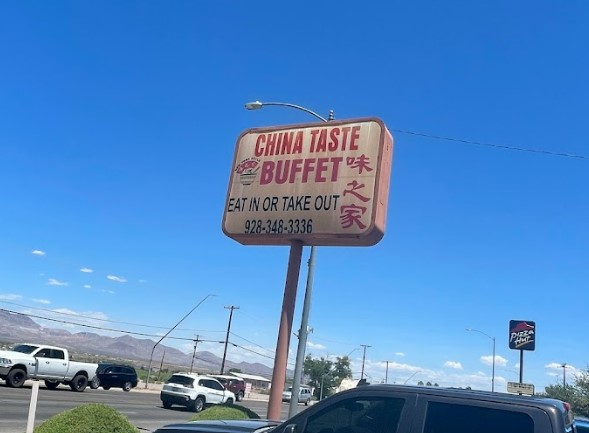 CHINA TASTE
BUFFET
味之家
EAT IN OR TAKE OUT
928-348-3336
Pizza
Hut